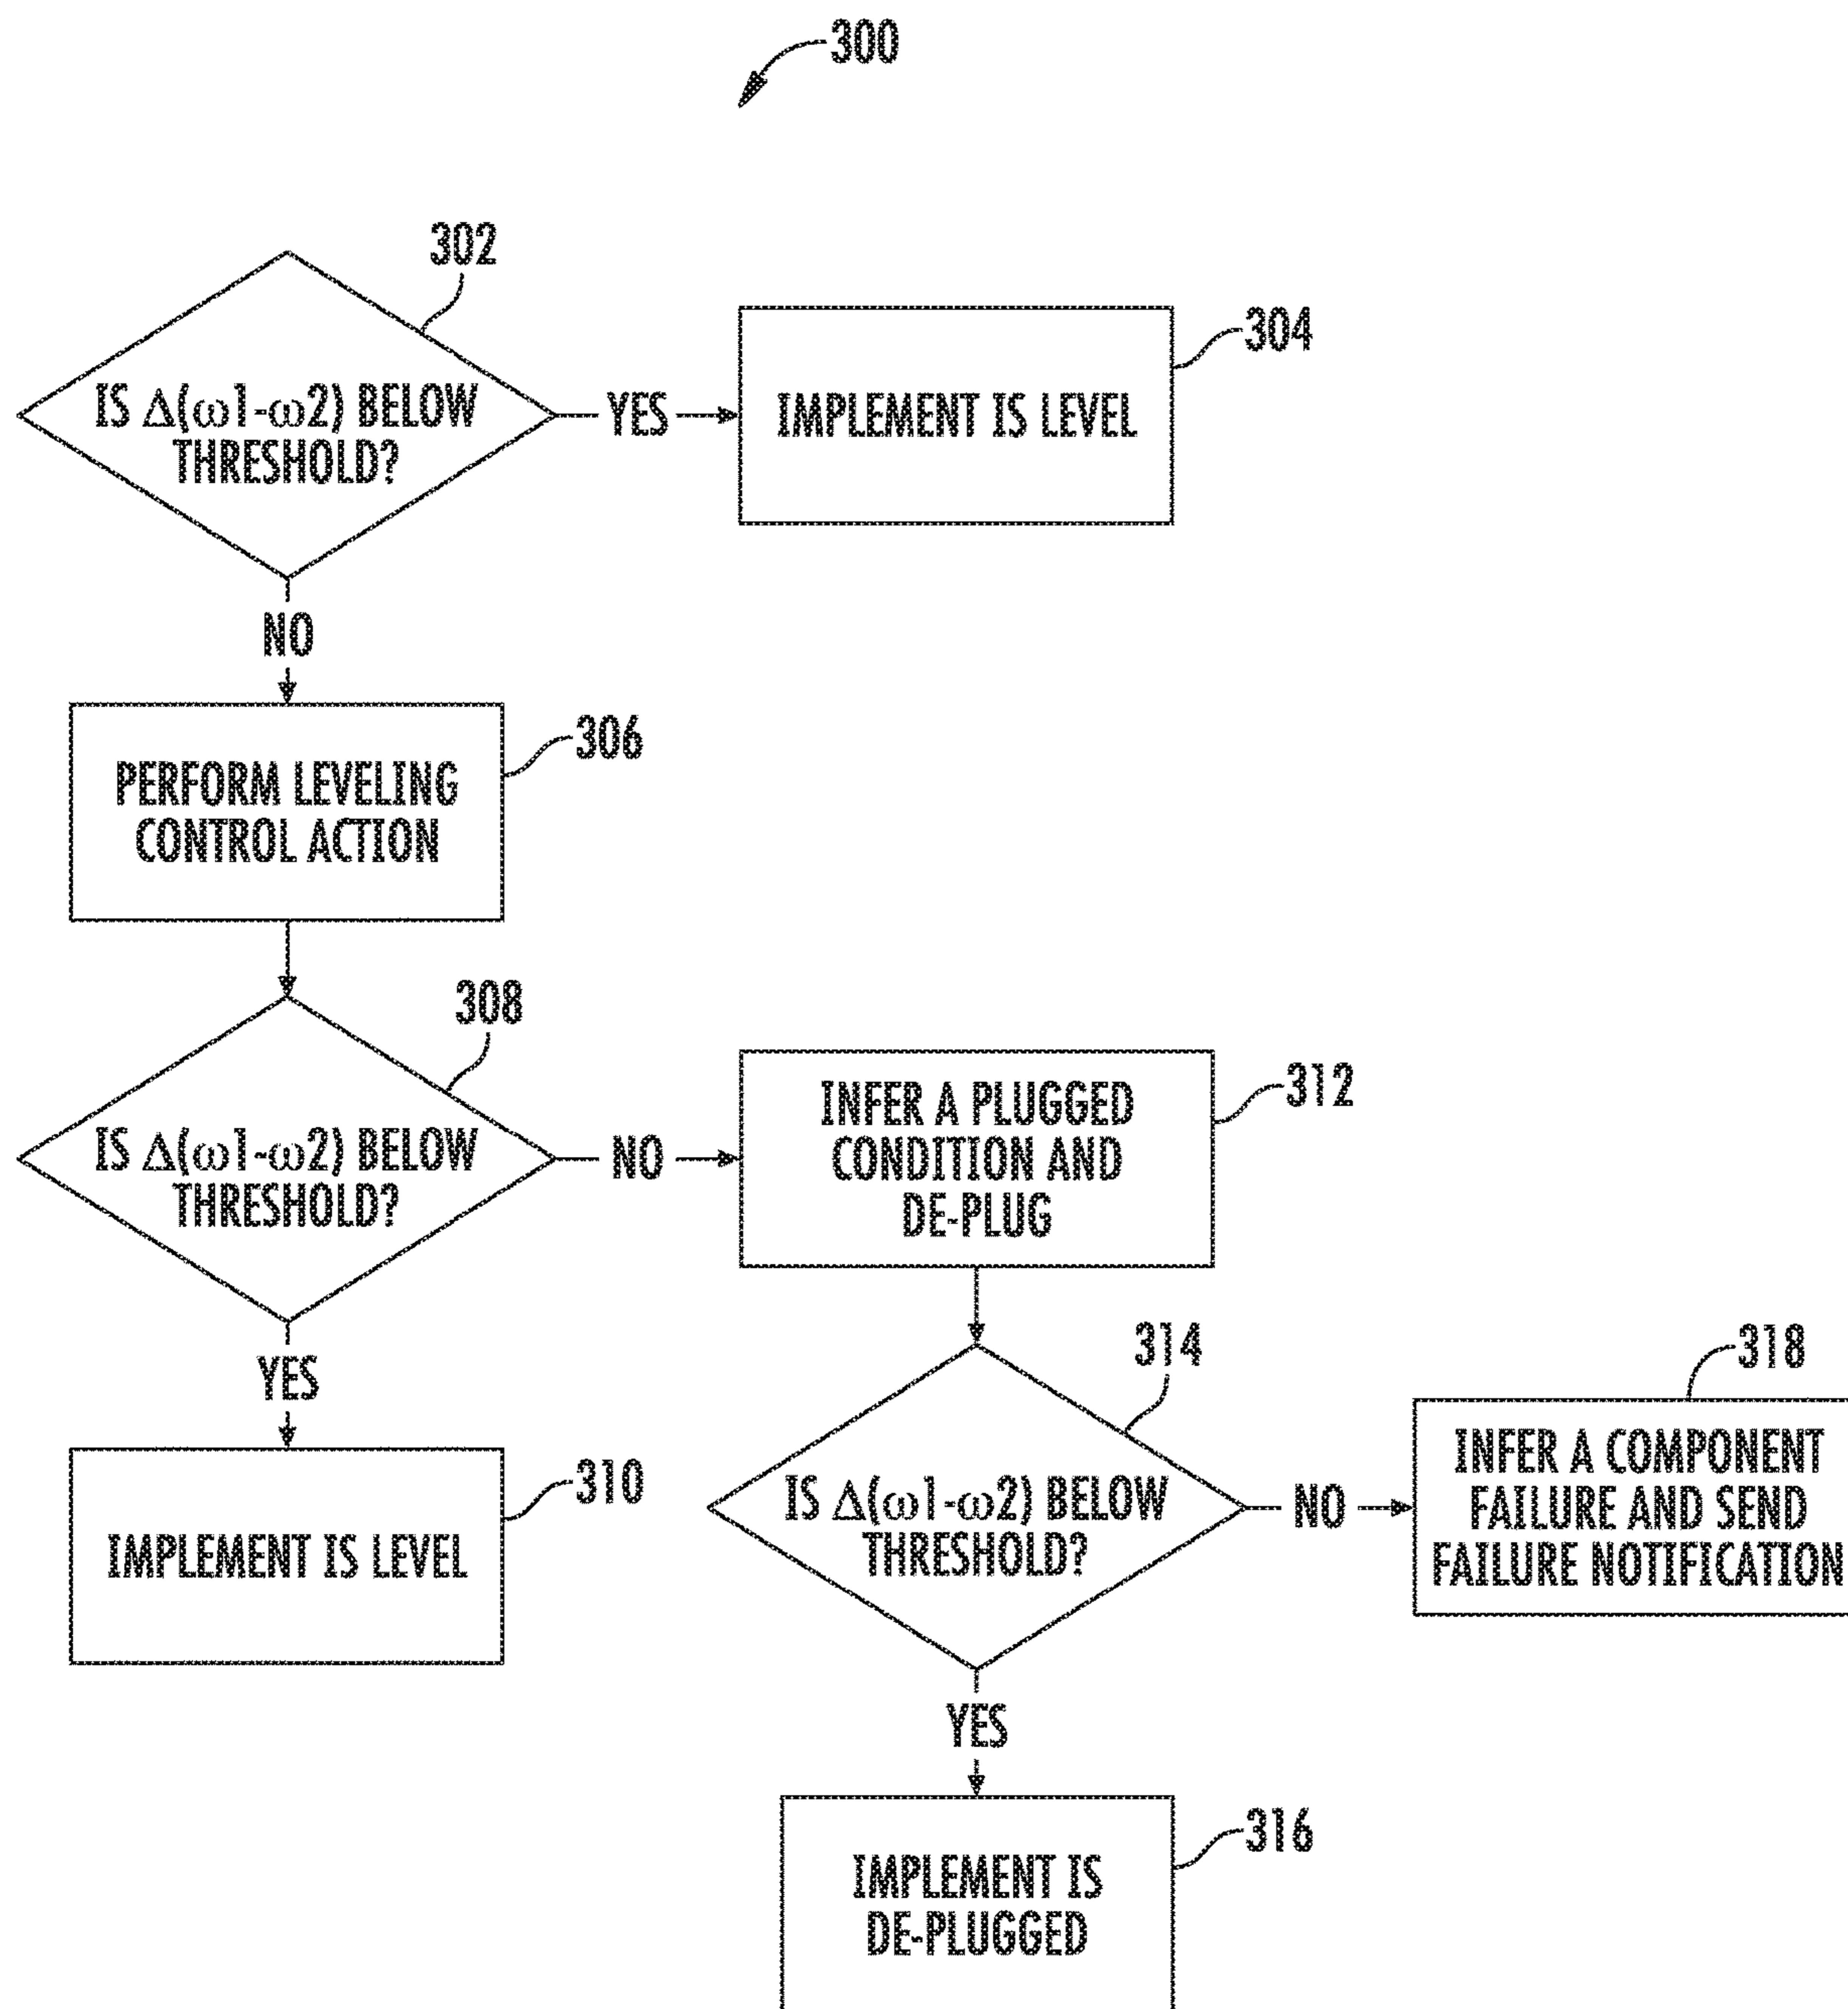 300
302
IS Δ(ω1-ω2) BELOW
THRESHOLD?
YES
304
IMPLEMENT IS LEVEL
NO
306
PERFORM LEVELING
CONTROL ACTION
308
IS Δ(ω1-ω2) BELOW
THRESHOLD?
NO
312
INFER A PLUGGED
CONDITION AND
DE-PLUG
YES
310
IMPLEMENT IS LEVEL
314
IS Δ(ω1-ω2) BELOW
THRESHOLD?
NO
318
INFER A COMPONENT
FAILURE AND SEND
FAILURE NOTIFICATION
YES
316
IMPLEMENT IS
DE-PLUGGED